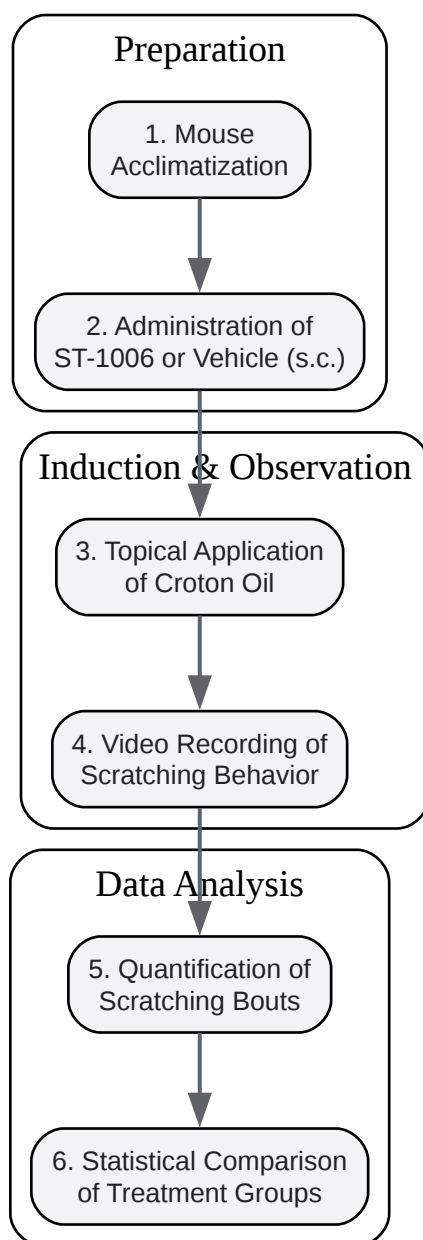 Preparation
1. Mouse
Acclimatization
2. Administration of
ST-1006 or Vehicle (s.c.)
Induction & Observation
3. Topical Application
of Croton Oil
4. Video Recording of
Scratching Behavior
Data Analysis
5. Quantification of
Scratching Bouts
6. Statistical Comparison
of Treatment Groups